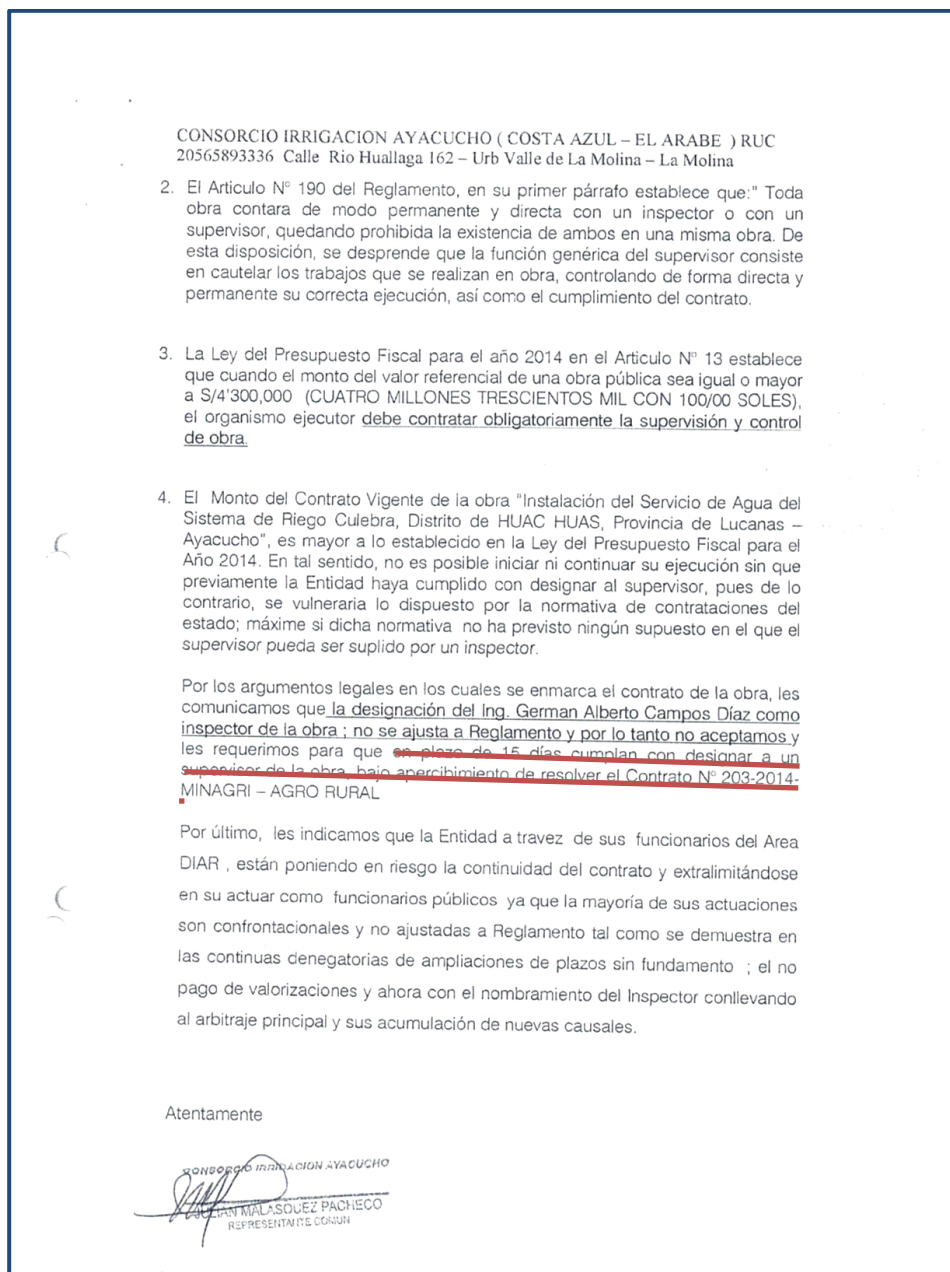 CONSORCIO IRRIGACION AYACUCHO ( COSTA AZUL – EL ARABE ) RUC
20565893336 Calle Rio Huallaga 162 – Urb Valle de La Molina – La Molina
2. El Articulo N° 190 del Reglamento, en su primer párrafo establece que:" Toda
obra contara de modo permanente y directa con un inspector o con un
supervisor, quedando prohibida la existencia de ambos en una misma obra. De
esta disposición, se desprende que la función genérica del supervisor consiste
en cautelar los trabajos que se realizan en obra, controlando de forma directa y
permanente su correcta ejecución, así como el cumplimiento del contrato.
3. La Ley del Presupuesto Fiscal para el año 2014 en el Articulo N° 13 establece
que cuando el monto del valor referencial de una obra pública sea igual o mayor
a S/4'300,000 (CUATRO MILLONES TRESCIENTOS MIL CON 100/00 SOLES),
el organismo ejecutor debe contratar obligatoriamente la supervisión y control
de obra.
4. El Monto del Contrato Vigente de la obra "Instalación del Servicio de Agua del
Sistema de Riego Culebra, Distrito de HUAC HUAS, Provincia de Lucanas –
Ayacucho", es mayor a lo establecido en la Ley del Presupuesto Fiscal para el
Año 2014. En tal sentido, no es posible iniciar ni continuar su ejecución sin que
previamente la Entidad haya cumplido con designar al supervisor, pues de lo
contrario, se vulneraria lo dispuesto por la normativa de contrataciones del
estado; máxime si dicha normativa no ha previsto ningún supuesto en el que el
supervisor pueda ser suplido por un inspector.
Por los argumentos legales en los cuales se enmarca el contrato de la obra, les
comunicamos que la designación del Ing. German Alberto Campos Díaz como
inspector de la obra ; no se ajusta a Reglamento y por lo tanto no aceptamos y
les requerimos para que en plazo de 15 días cumplan con designar a un
supervisor de la obra, bajo apercibimiento de resolver el Contrato N° 203-2014-
MINAGRI – AGRO RURAL
Por último, les indicamos que la Entidad a travez de sus funcionarios del Area
DIAR , están poniendo en riesgo la continuidad del contrato y extralimitándose
en su actuar como funcionarios públicos ya que la mayoría de sus actuaciones
son confrontacionales y no ajustadas a Reglamento tal como se demuestra en
las continuas denegatorias de ampliaciones de plazos sin fundamento ; el no
pago de valorizaciones y ahora con el nombramiento del Inspector conllevando
al arbitraje principal y sus acumulación de nuevas causales.
Atentamente
CONSORCIO IRRIGACION AYACUCHO
JULIAN MALASQUEZ PACHECO
REPRESENTANTE COMUN